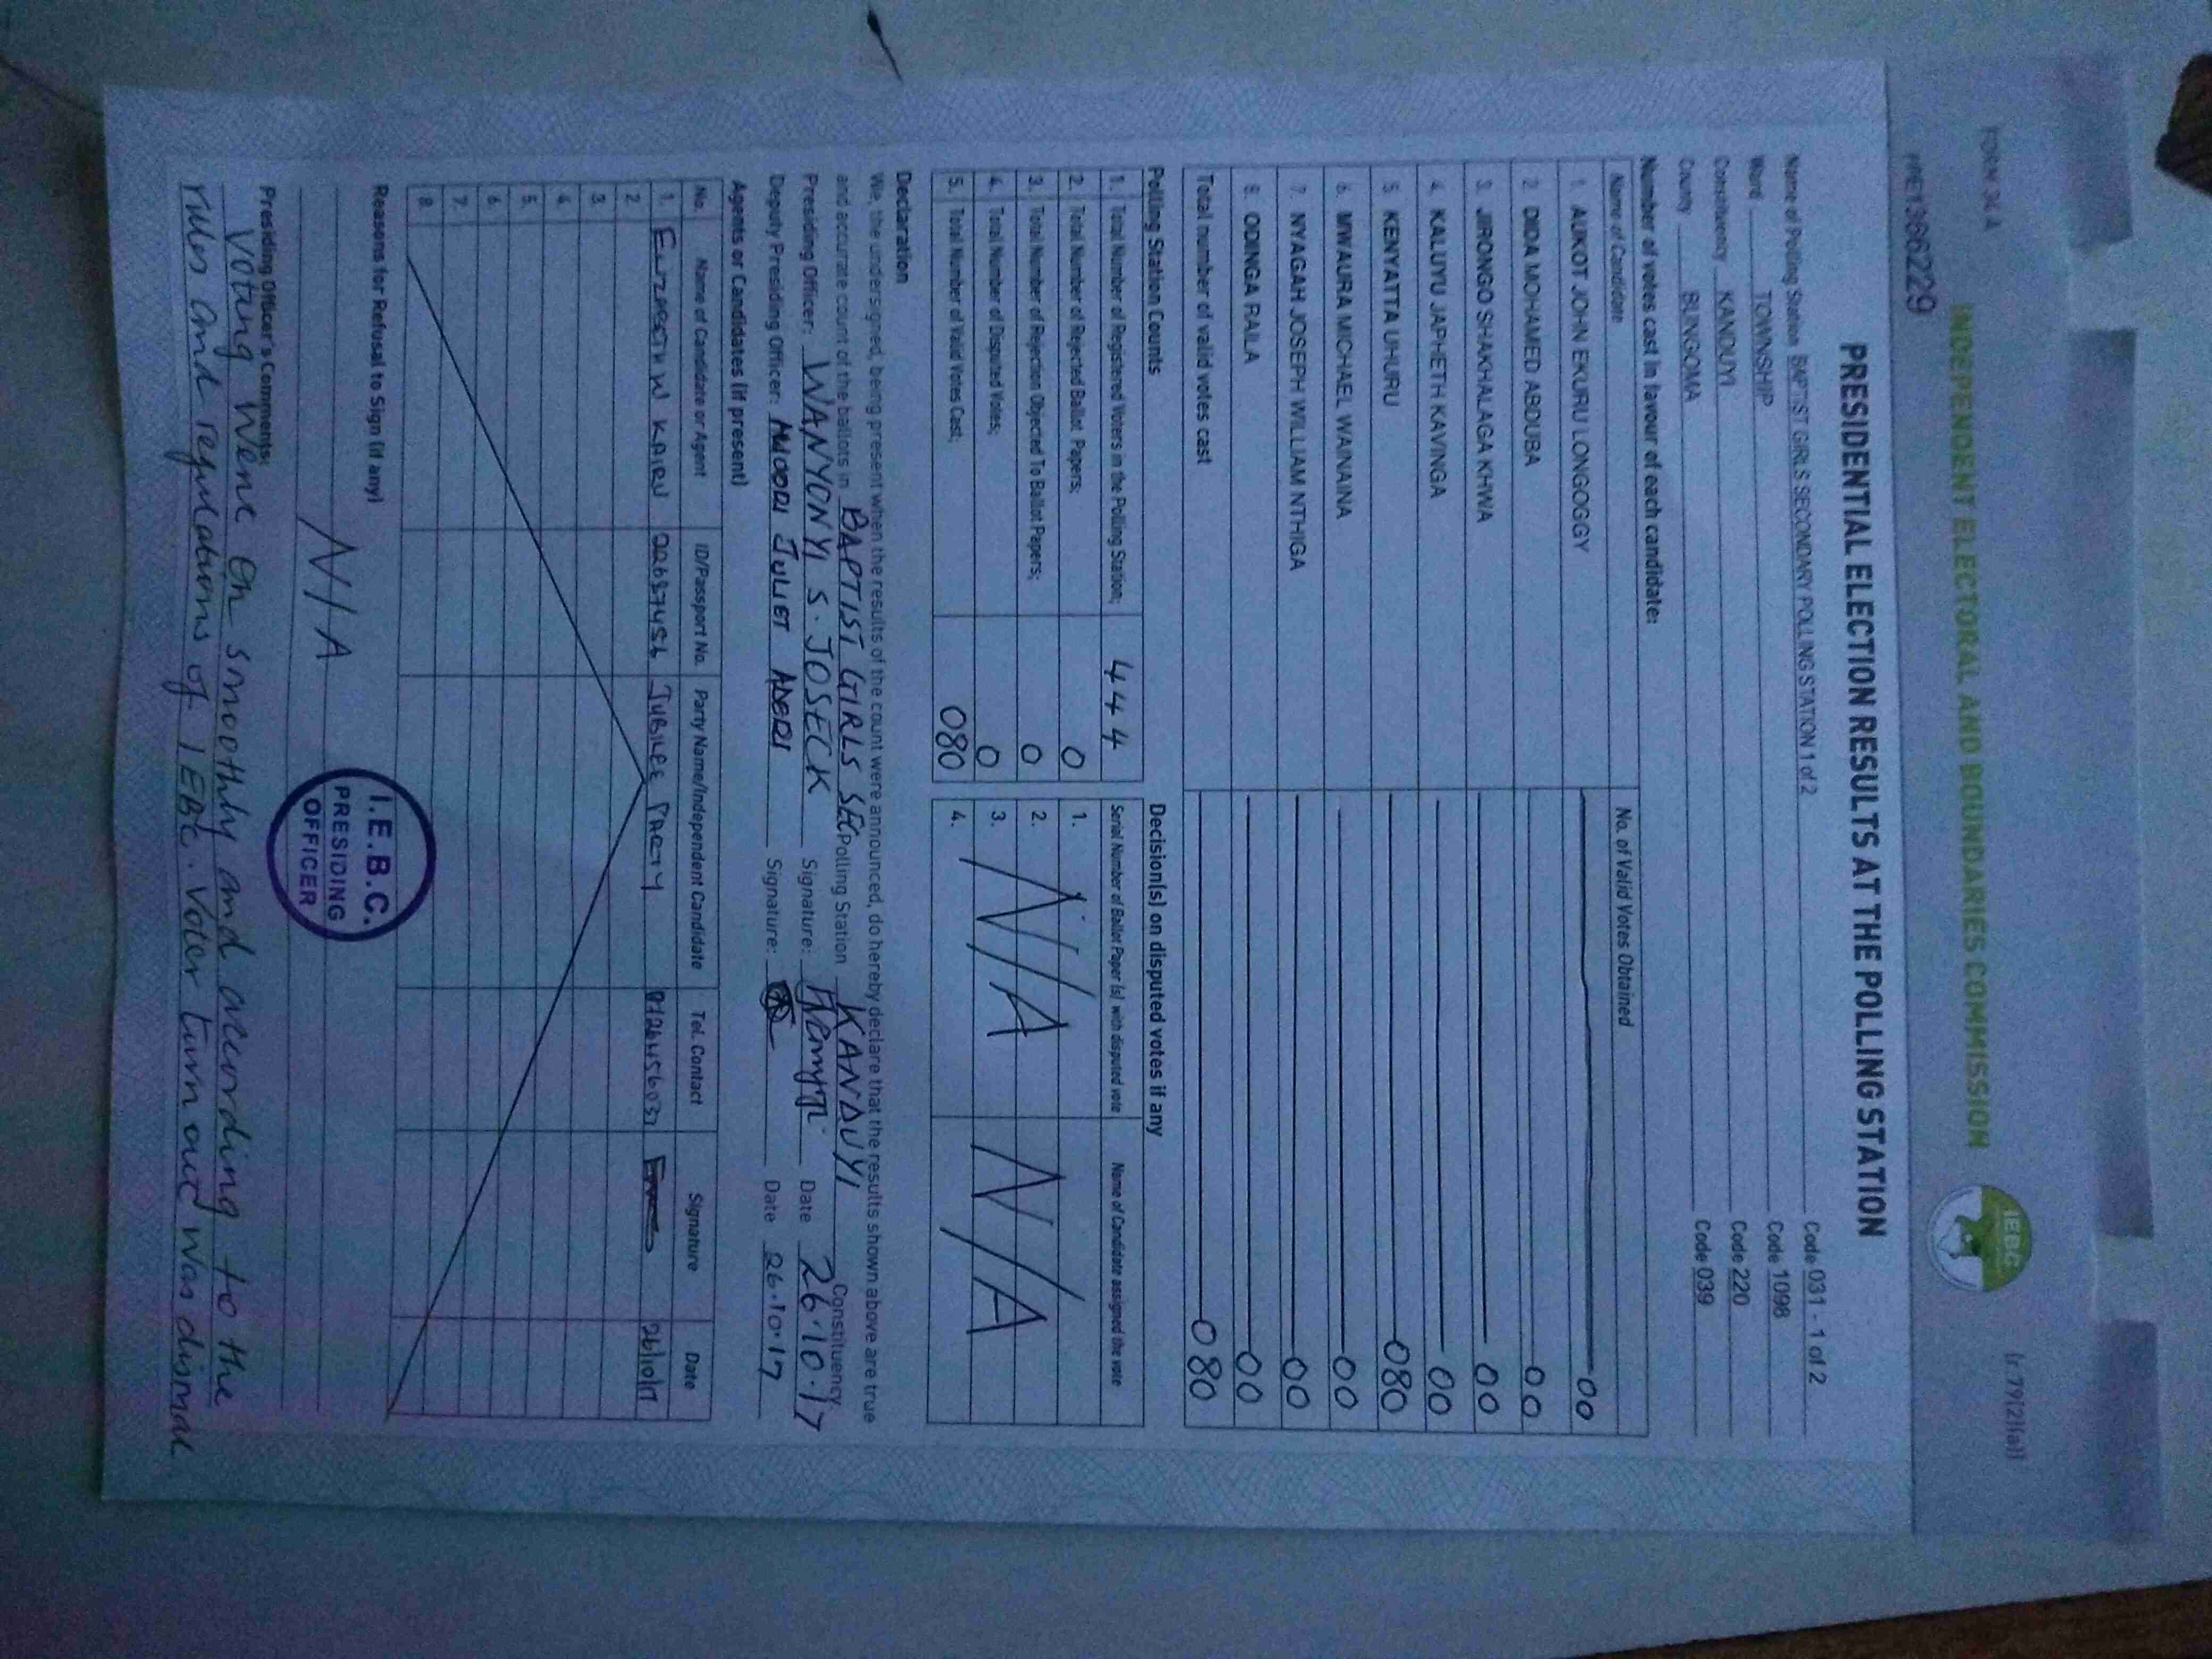 FORM 34 A
(r 79(2)(a))
INDEPENDENT ELECTORAL AND BOUNDARIES COMMISSION
IEBC
PRE1366229
PRESIDENTIAL ELECTION RESULTS AT THE POLLING STATION
Name of Polling Station BAPTIST GIRLS SECONDARY POLLING STATION 1 of 2 Code 031 - 1 of 2
Ward TOWNSHIP Code 1098
Constituency KANDUYI Code 220
County BUNGOMA Code 039
Number of votes cast in favour of each candidate:
Name of Candidate No. of Valid Votes Obtained
1. AUKOT JOHN EKURU LONGOGGY 00
2. DIDA MOHAMED ABDUBA 00
3. JIRONGO SHAKHALAGA KHWA 00
4. KALUYU JAPHETH KAVINGA 00
5. KENYATTA UHURU 080
6. MWAURA MICHAEL WAINAINA 00
7. NYAGAH JOSEPH WILLIAM NTHIGA 00
8. ODINGA RAILA 00
Total number of valid votes cast 080
Polling Station Counts
1. Total Number of Registered Voters in the Polling Station; 444
2. Total Number of Rejected Ballot Papers; 0
3. Total Number of Rejection Objected To Ballot Papers; 0
4. Total Number of Disputed Votes; 0
5. Total Number of Valid Votes Cast; 080
Decision(s) on disputed votes if any
Serial Number of Ballot Paper (s) with disputed vote Name of Candidate assigned the vote
1.
2.
3. N/A N/A
4.
Declaration
We, the undersigned, being present when the results of the count were announced, do hereby declare that the results shown above are true
and accurate count of the ballots in BAPTIST GIRLS SEC Polling Station KANDUYI Constituency
Presiding Officer: WANYONYI S. JOSECK Signature: Date 26.10.17
Deputy Presiding Officer: JULIET Signature: Date 26.10.17
Agents or Candidates (if present)
No. Name of Candidate or Agent ID/Passport No. Party Name/Independent Candidate Tel. Contact Signature Date
1. W KAIRU JUBILEE PARTY 26/10/17
2
3.
4
5.
6.
7.
8.
Reasons for Refusal to Sign (if any)
N/A
I.E.B.C.
PRESIDING
OFFICER
Presiding Officer's Comments:
Voting went on smoothly and according to the
rules and regulations of IEBC. Voter turn out was dismal